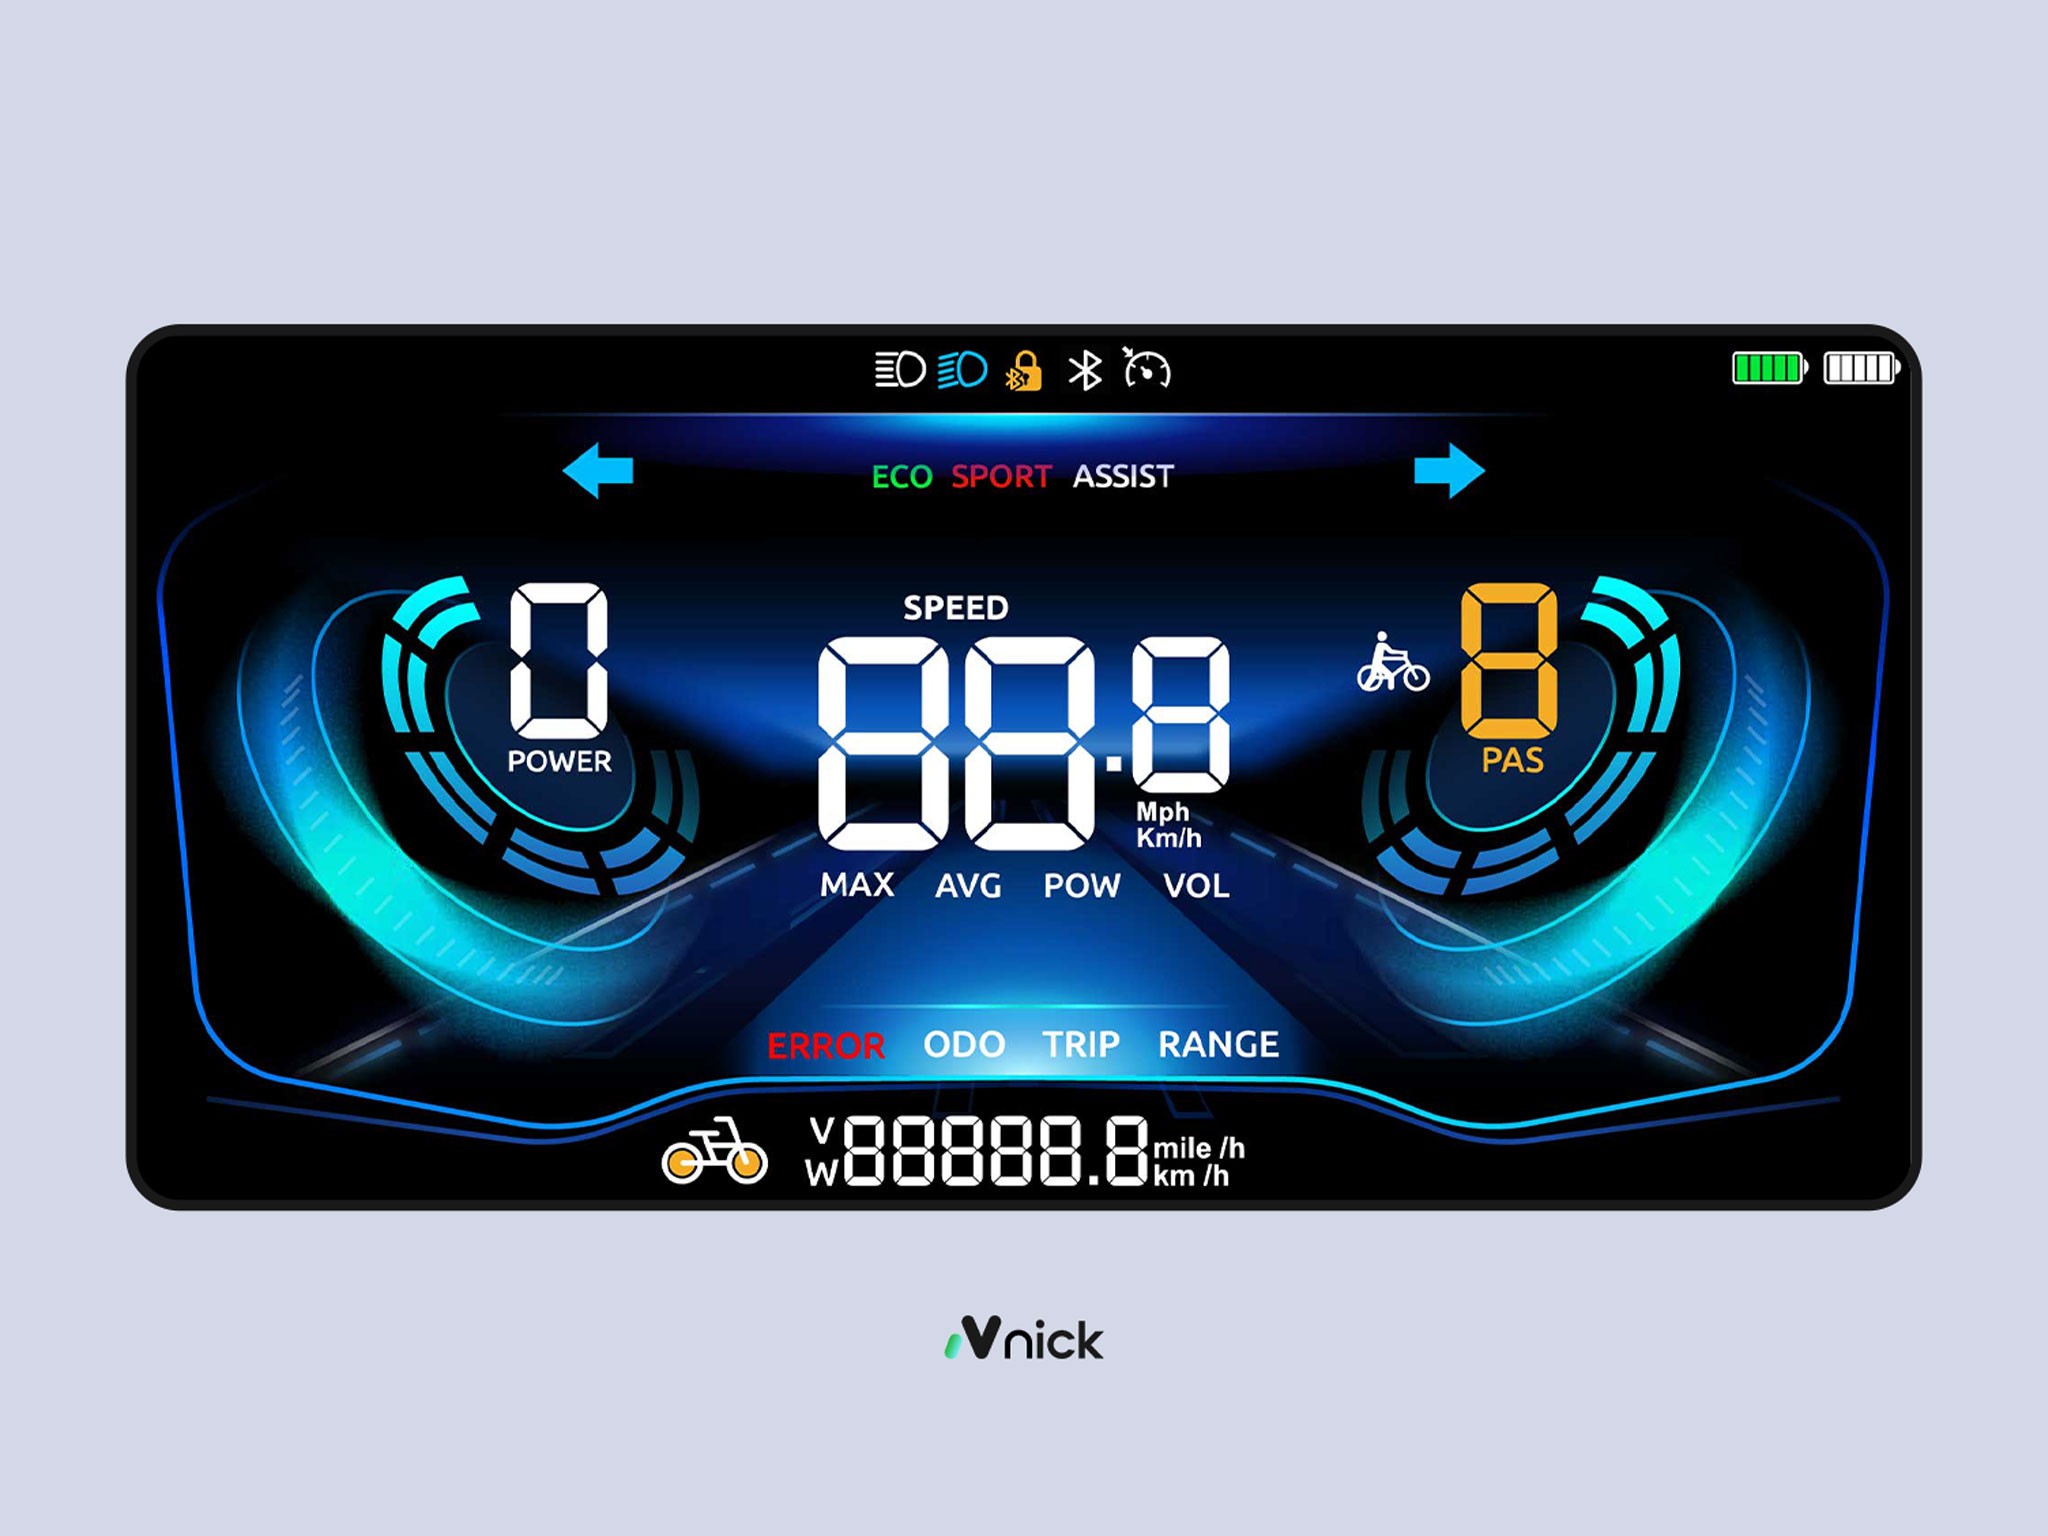 ECO SPORT ASSIST
0
POWER
SPEED
88.8
Mph
Km/h
8
PAS
MAX AVG POW VOL
ERROR ODO TRIP RANGE
V
W
88888.8
mile /h
km /h
Vnick